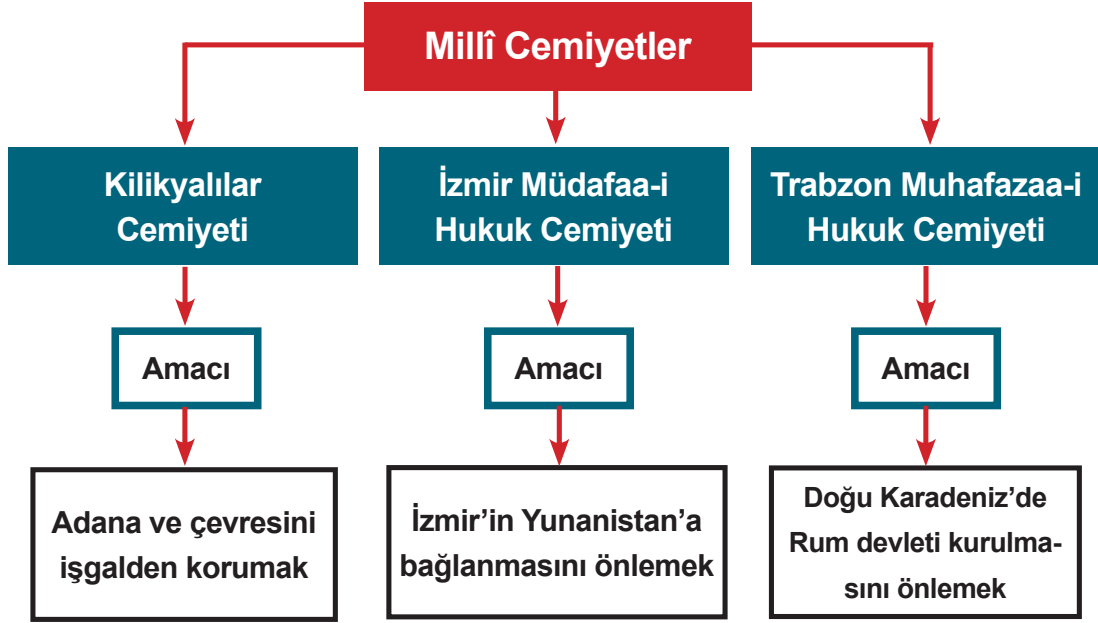 Millî Cemiyetler
Kilikyalılar
Cemiyeti
İzmir Müdafaa-i
Hukuk Cemiyeti
Trabzon Muhafazaa-i
Hukuk Cemiyeti
Amacı
Amacı
Amacı
Adana ve çevresini
işgalden korumak
İzmir’in Yunanistan’a
bağlanmasını önlemek
Doğu Karadeniz’de
Rum devleti kurulma-
sını önlemek